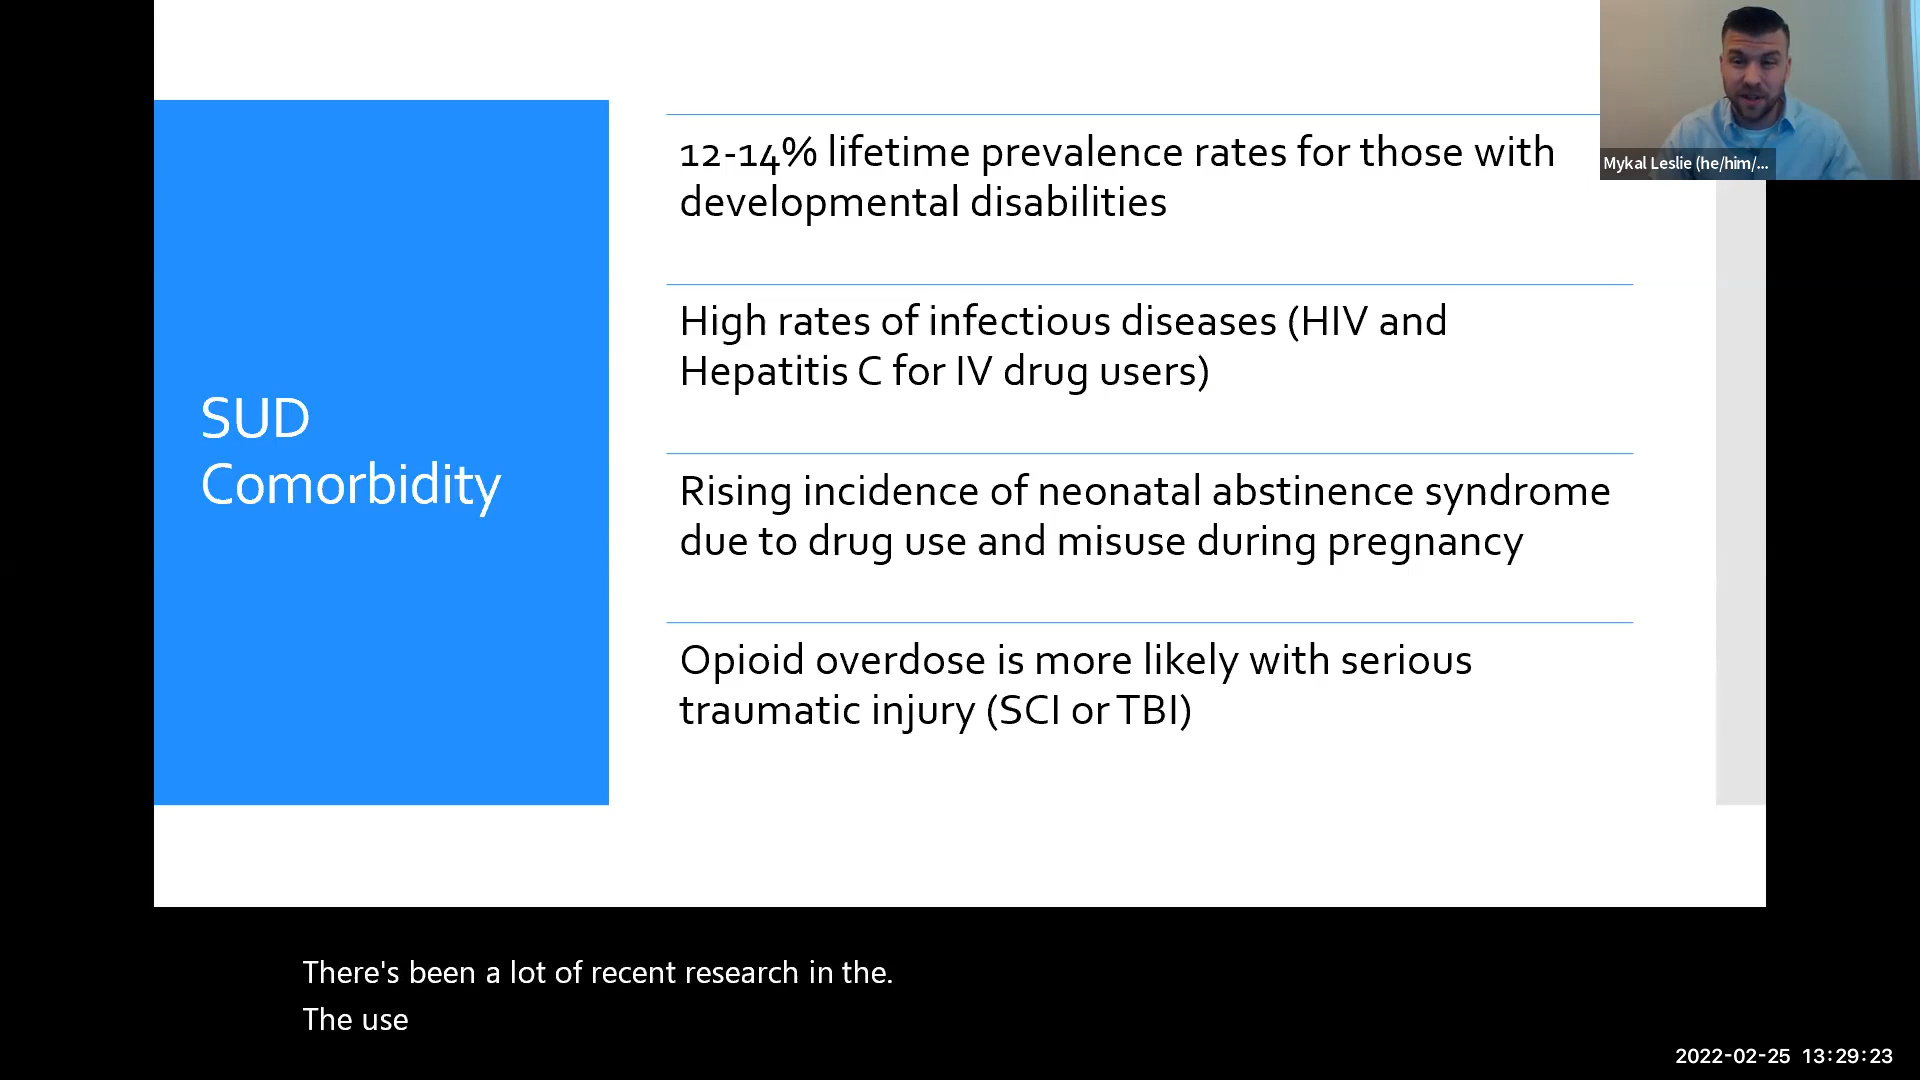 SUD
Comorbidity
12-14% lifetime prevalence rates for those with
developmental disabilities
High rates of infectious diseases (HIV and
Hepatitis C for IV drug users)
Rising incidence of neonatal abstinence syndrome
due to drug use and misuse during pregnancy
Opioid overdose is more likely with serious
traumatic injury (SCI or TBI)
Mykal Leslie (he/him/...
There's been a lot of recent research in the.
The use
2022-02-25 13:29:23